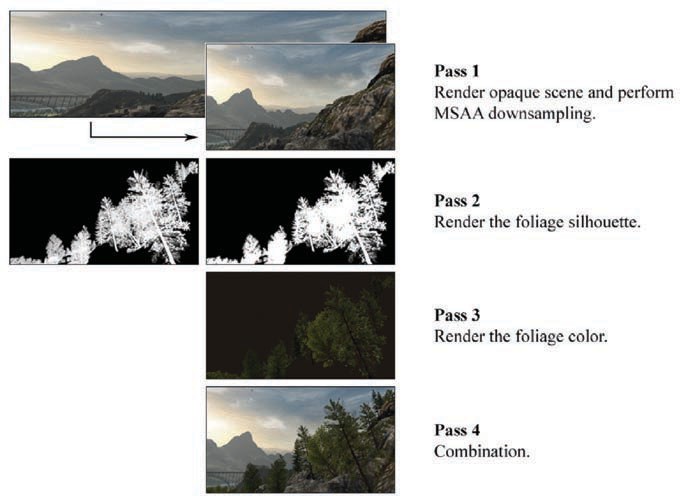 Pass 1
Render opaque scene and perform
MSAA downsampling.
Pass 2
Render the foliage silhouette.
Pass 3
Render the foliage color.
Pass 4
Combination.